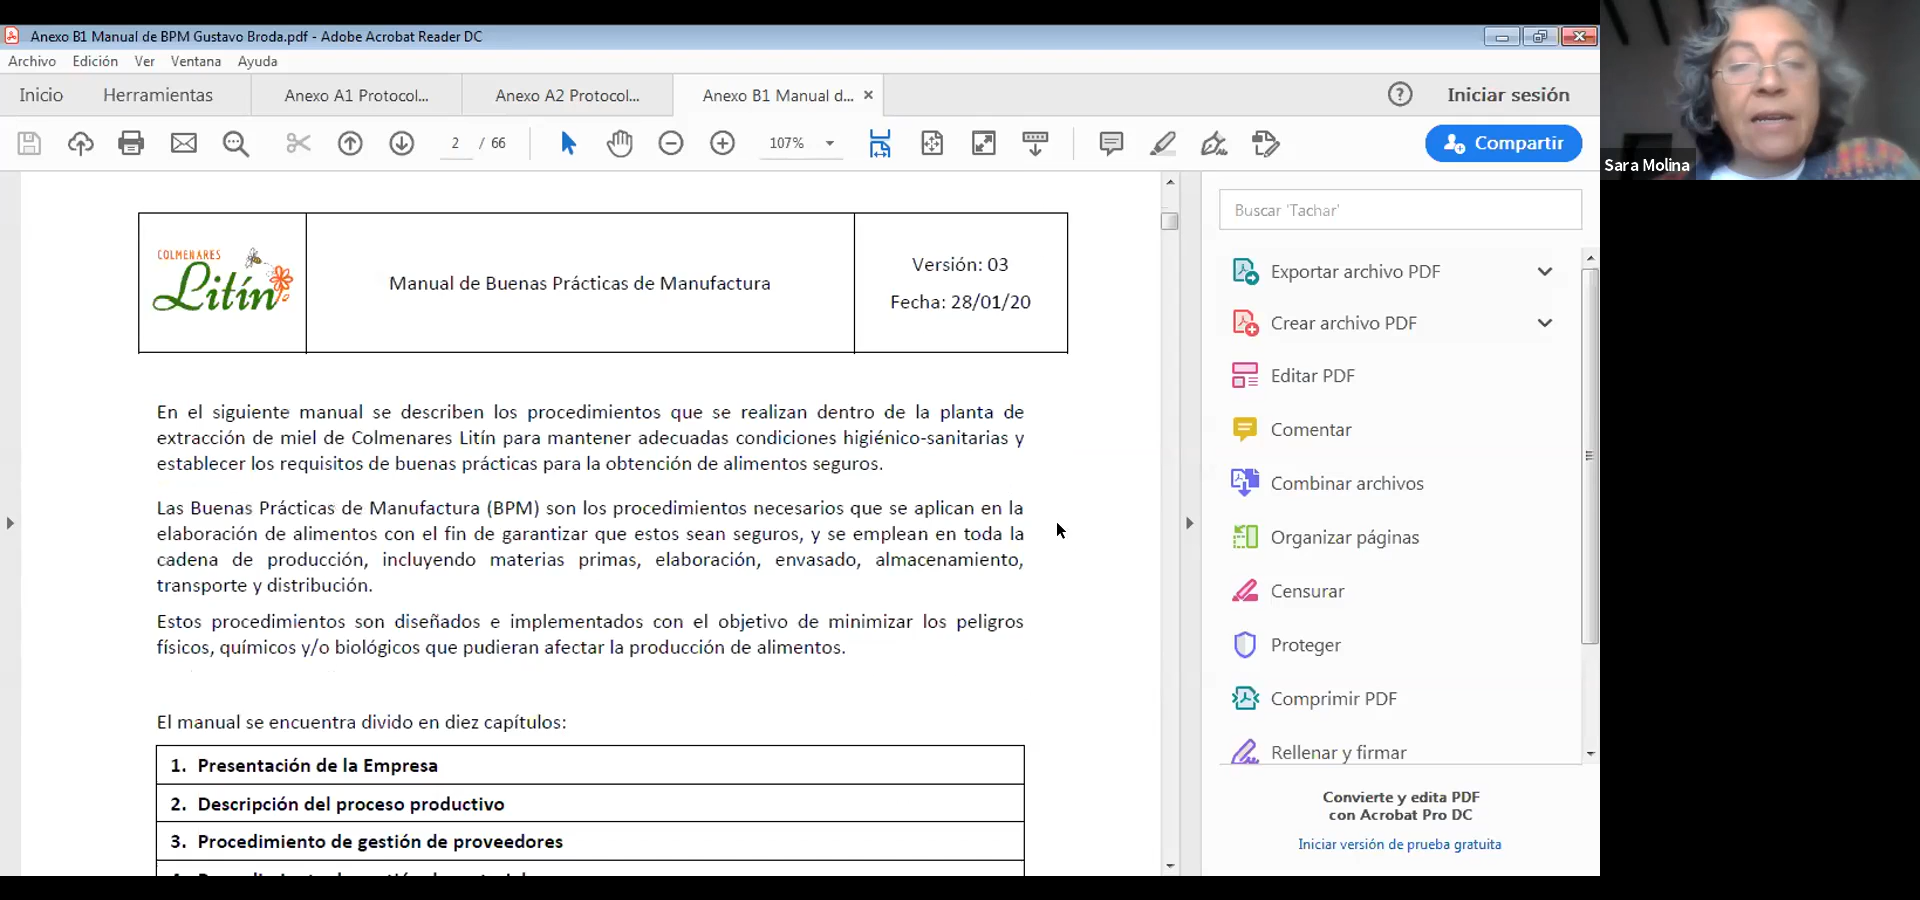 Anexo B1 Manual de BPM Gustavo Broda.pdf - Adobe Acrobat Reader DC
Archivo Edición Ver Ventana Ayuda
Inicio Herramientas Anexo A1 Protocol... Anexo A2 Protocol... Anexo B1 Manual d... × ? Iniciar sesión
2 / 66 107% Compartir
Sara Molina
COLMENARES
Litín
Manual de Buenas Prácticas de Manufactura
Versión: 03
Fecha: 28/01/20
En el siguiente manual se describen los procedimientos que se realizan dentro de la planta de
extracción de miel de Colmenares Litín para mantener adecuadas condiciones higiénico-sanitarias y
establecer los requisitos de buenas prácticas para la obtención de alimentos seguros.
Las Buenas Prácticas de Manufactura (BPM) son los procedimientos necesarios que se aplican en la
elaboración de alimentos con el fin de garantizar que estos sean seguros, y se emplean en toda la
cadena de producción, incluyendo materias primas, elaboración, envasado, almacenamiento,
transporte y distribución.
Estos procedimientos son diseñados e implementados con el objetivo de minimizar los peligros
físicos, químicos y/o biológicos que pudieran afectar la producción de alimentos.
El manual se encuentra divido en diez capítulos:
1. Presentación de la Empresa
2. Descripción del proceso productivo
3. Procedimiento de gestión de proveedores
Buscar 'Tachar'
Exportar archivo PDF
Crear archivo PDF
Editar PDF
Comentar
Combinar archivos
Organizar páginas
Censurar
Proteger
Comprimir PDF
Rellenar y firmar
Convierte y edita PDF
con Acrobat Pro DC
Iniciar versión de prueba gratuita